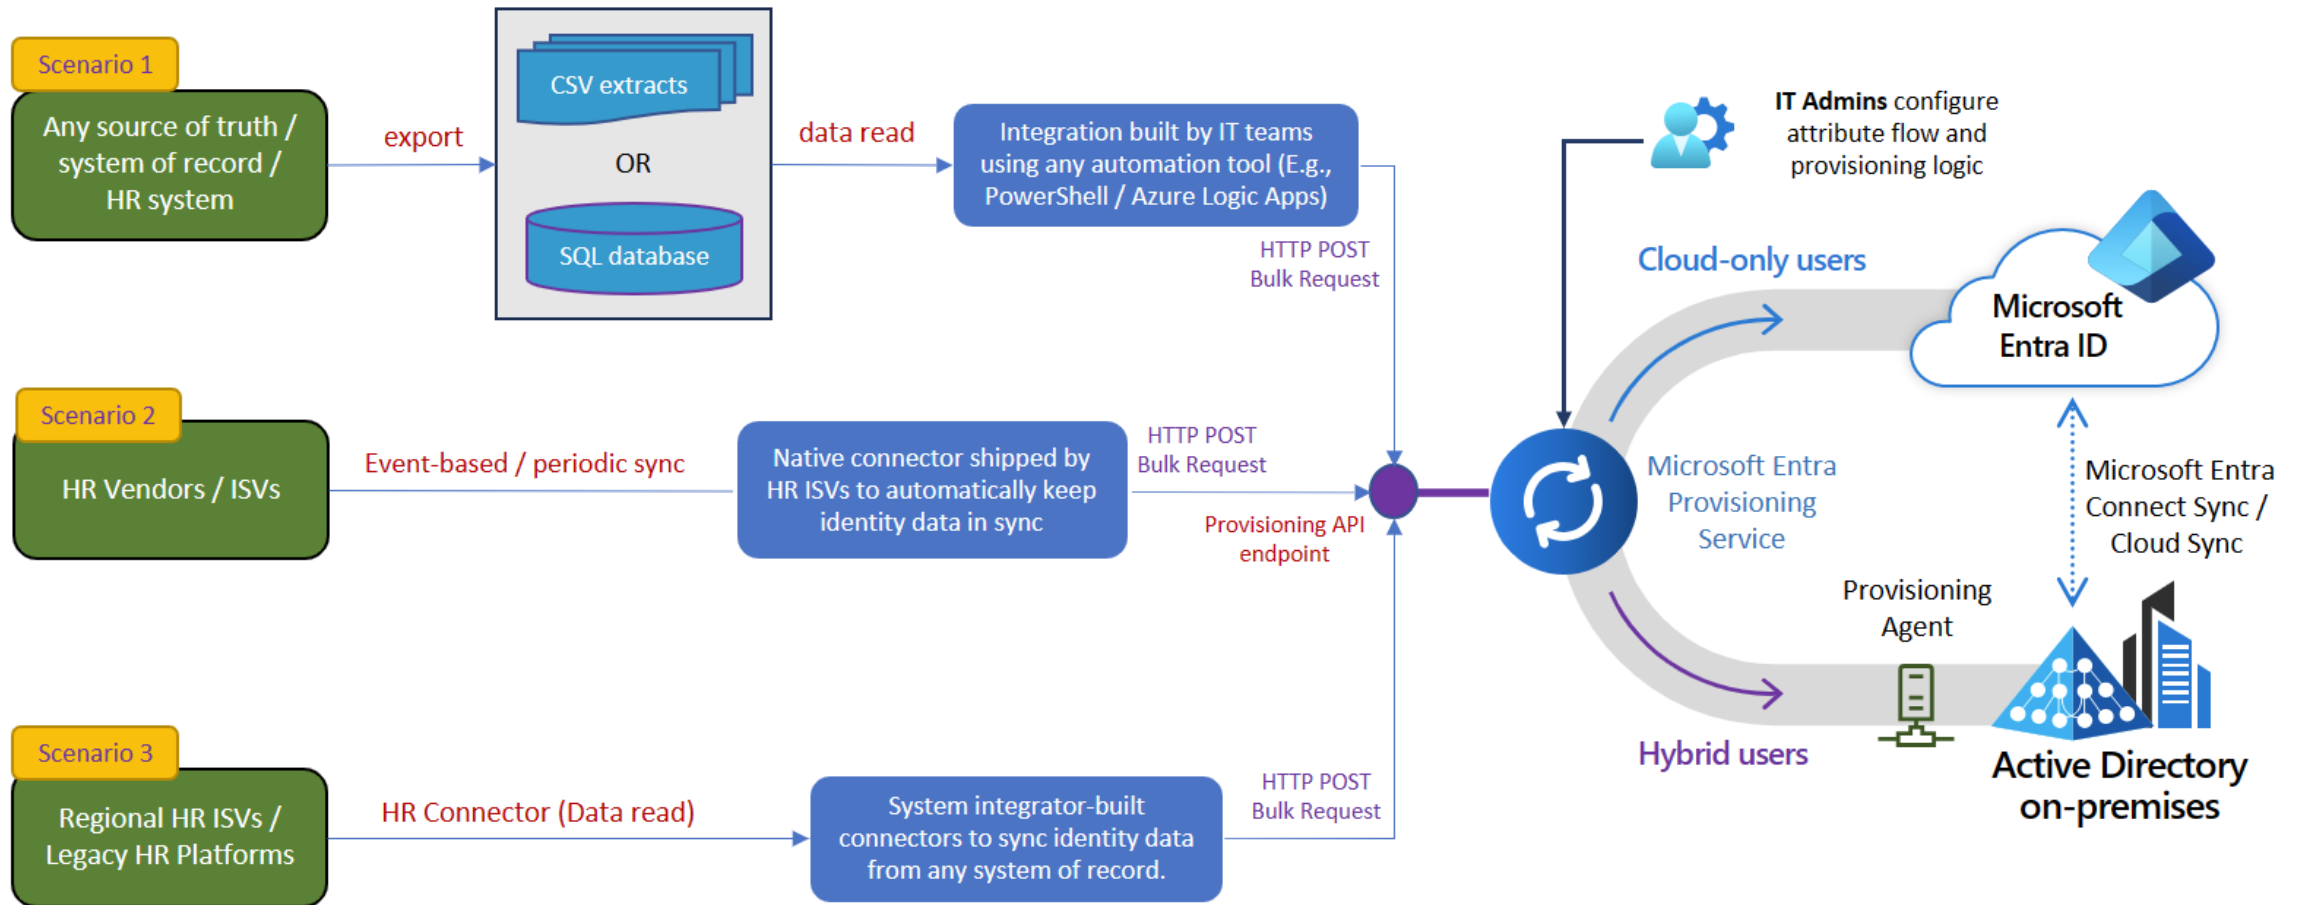 Scenario 1
Any source of truth /
system of record /
HR system
export
CSV extracts
OR
SQL database
data read
Integration built by IT teams
using any automation tool (E.g.,
PowerShell / Azure Logic Apps)
HTTP POST
Bulk Request
IT Admins configure
attribute flow and
provisioning logic
Cloud-only users
Microsoft
Entra ID
Scenario 2
HR Vendors / ISVs
Event-based / periodic sync
Native connector shipped by
HR ISVs to automatically keep
identity data in sync
HTTP POST
Bulk Request
Provisioning API
endpoint
Microsoft Entra
Provisioning
Service
Microsoft Entra
Connect Sync /
Cloud Sync
Provisioning
Agent
Hybrid users
Active Directory
on-premises
Scenario 3
Regional HR ISVs /
Legacy HR Platforms
HR Connector (Data read)
System integrator-built
connectors to sync identity data
from any system of record.
HTTP POST
Bulk Request